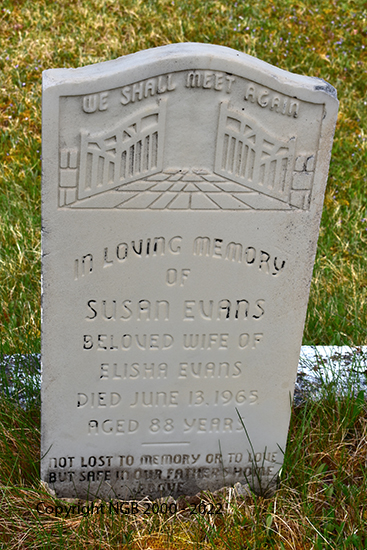 WE SHALL MEET AGAIN
IN LOVING MEMORY
OF
SUSAN EVANS
BELOVED WIFE OF
ELISHA EVANS
DIED JUNE 13, 1965
AGED 88 YEARS
NOT LOST TO MEMORY OR TO LOVE
BUT SAFE IN OUR FATHER'S HOME
ABOVE
Copyright NGB 2000 - 2022